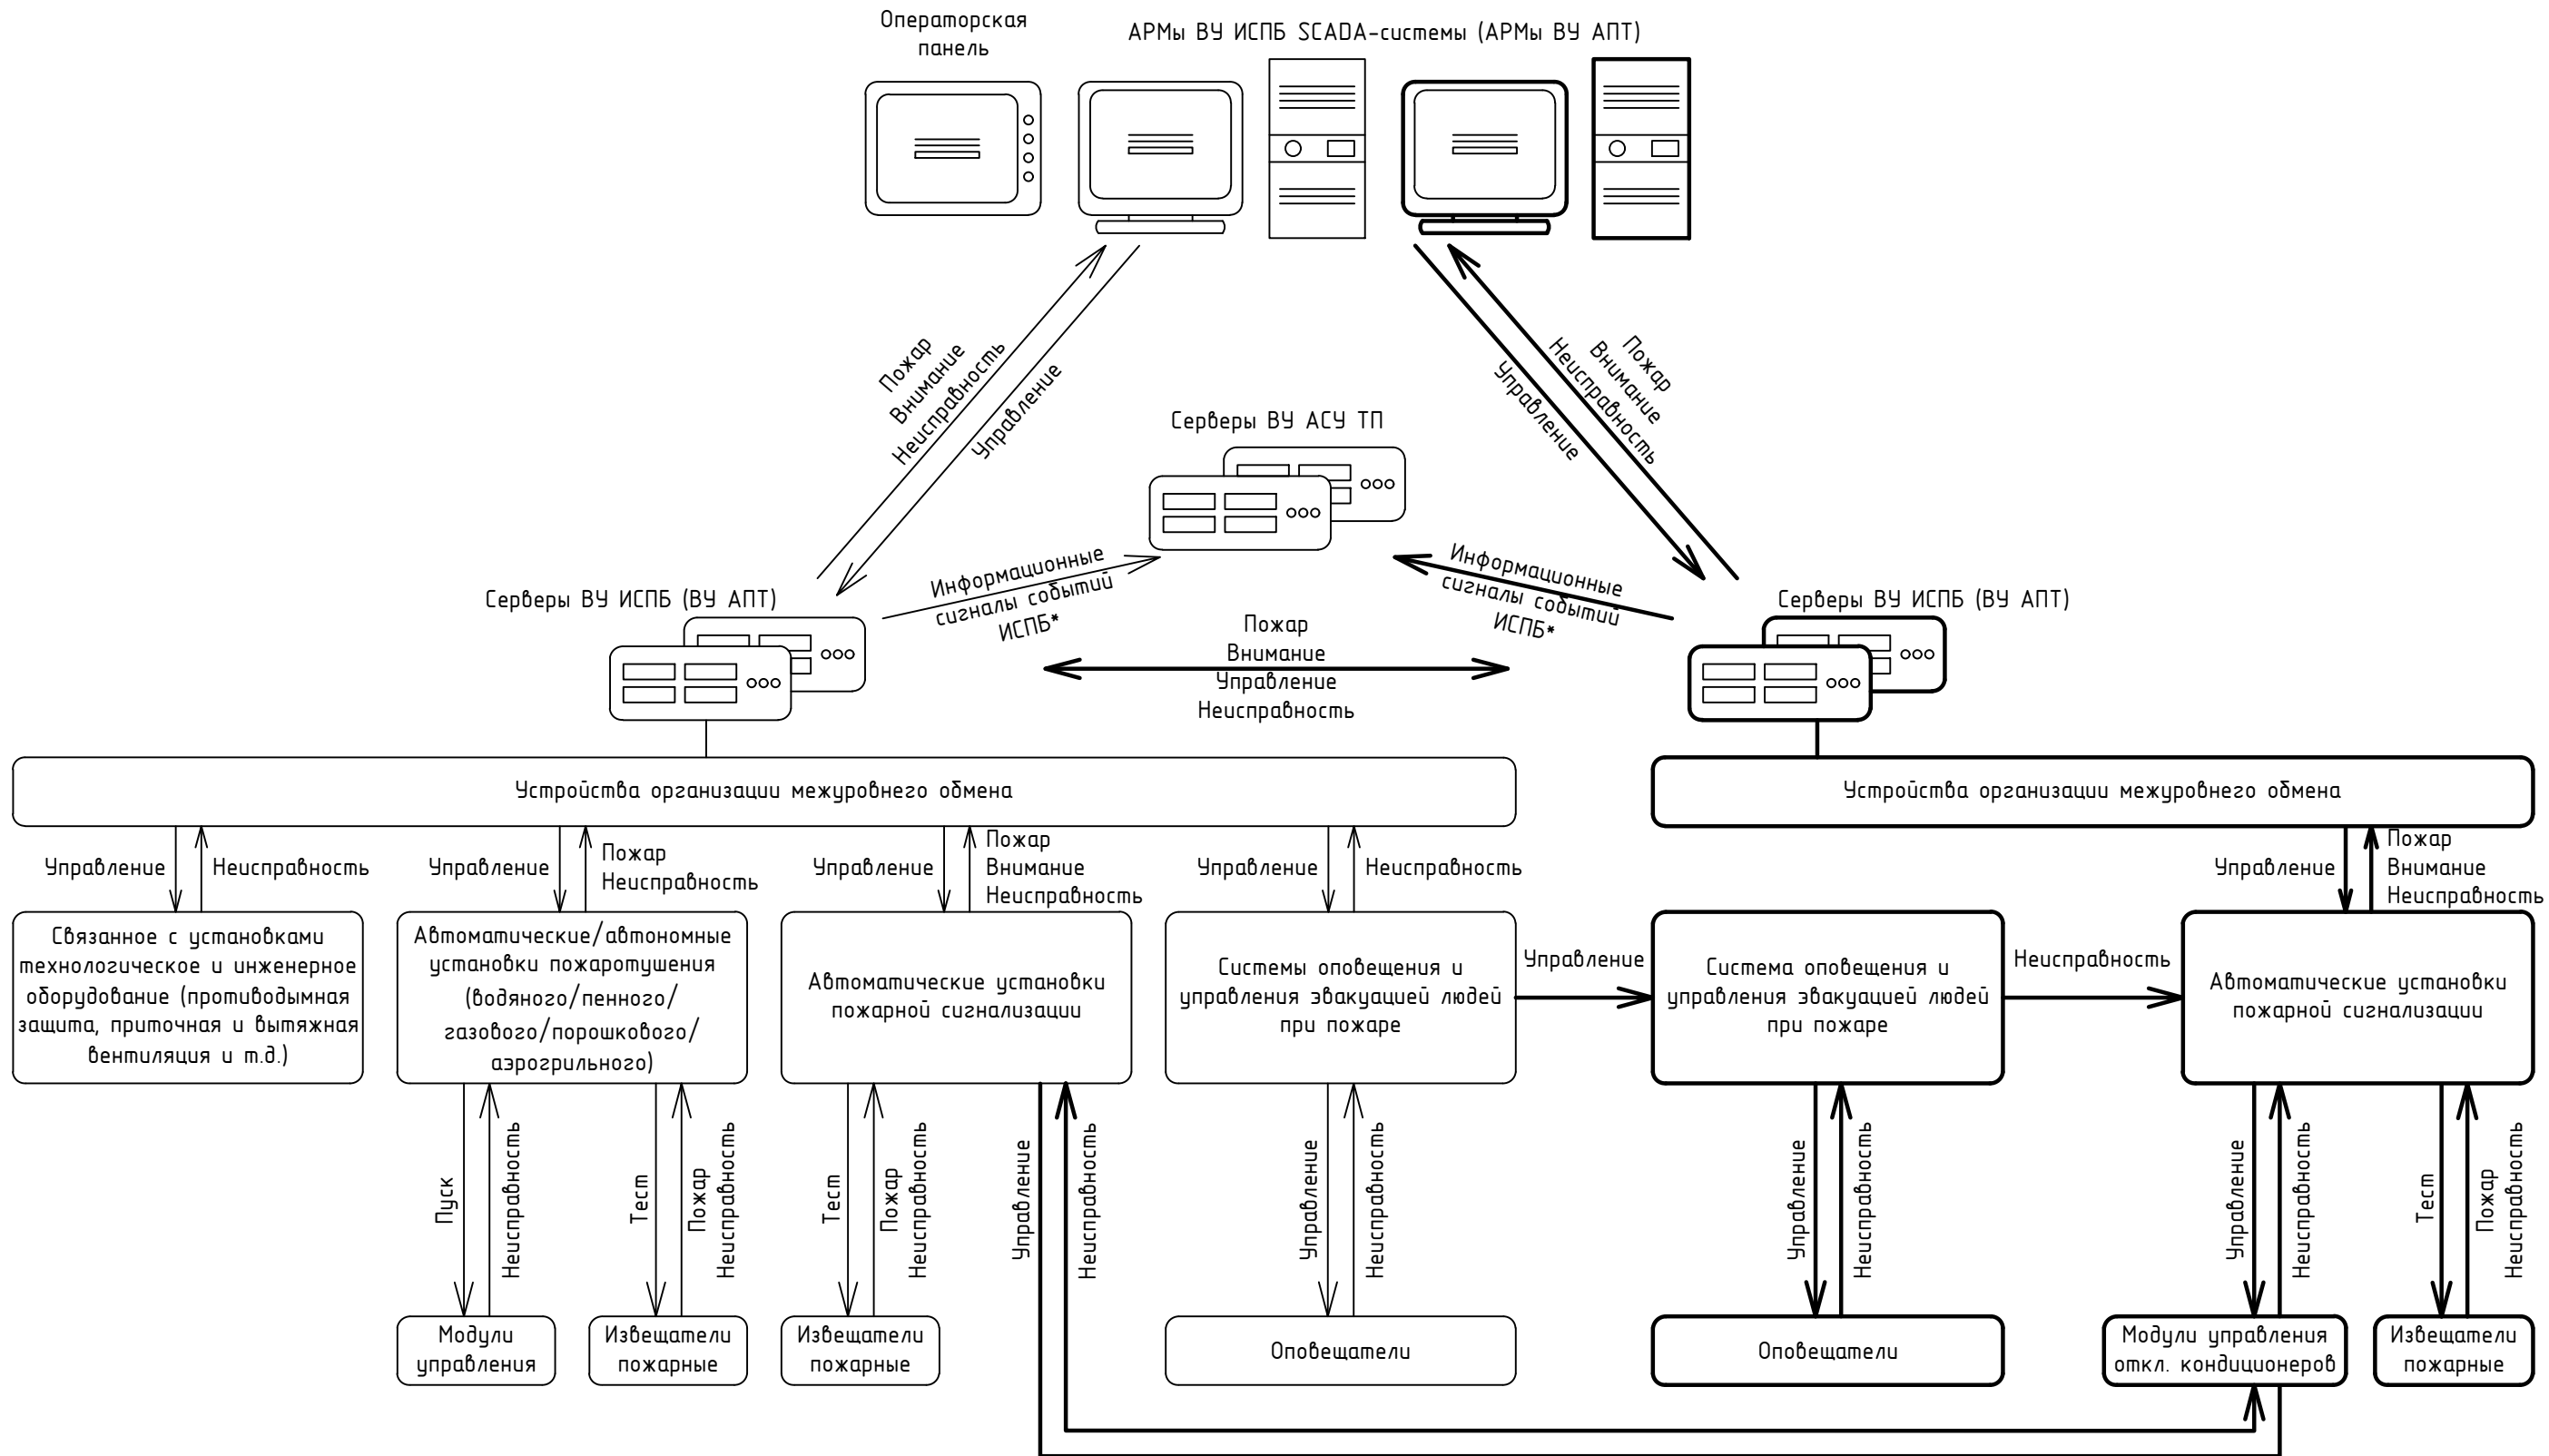 Операторская
панель
АРМы ВУ ИСПБ SCADA-системы (АРМы ВУ АПТ)
Пожар
Внимание
Неисправность
Управление
Управление
Пожар
Внимание
Неисправность
Серверы ВУ АСУ ТП
Информационные
сигналы событий
ИСПБ*
Информационные
сигналы событий
ИСПБ*
Серверы ВУ ИСПБ (ВУ АПТ)
Серверы ВУ ИСПБ (ВУ АПТ)
Пожар
Внимание
Управление
Неисправность
Устройства организации межуровнего обмена
Устройства организации межуровнего обмена
Управление
Неисправность
Управление
Пожар
Неисправность
Управление
Пожар
Внимание
Неисправность
Управление
Неисправность
Управление
Пожар
Внимание
Неисправность
Связанное с установками
технологическое и инженерное
оборудование (противодымная
защита, приточная и вытяжная
вентиляция и т.д.)
Автоматические/автономные
установки пожаротушения
(водяного/пенного/
газового/порошкового/
аэрогрильного)
Автоматические установки
пожарной сигнализации
Системы оповещения и
управления эвакуацией людей
при пожаре
Управление
Система оповещения и
управления эвакуацией людей
при пожаре
Неисправность
Автоматические установки
пожарной сигнализации
Пуск
Неисправность
Тест
Пожар
Неисправность
Тест
Пожар
Неисправность
Управление
Неисправность
Управление
Неисправность
Управление
Неисправность
Управление
Неисправность
Тест
Пожар
Неисправность
Модули
управления
Извещатели
пожарные
Извещатели
пожарные
Оповещатели
Оповещатели
Модули управления
откл. кондиционеров
Извещатели
пожарные